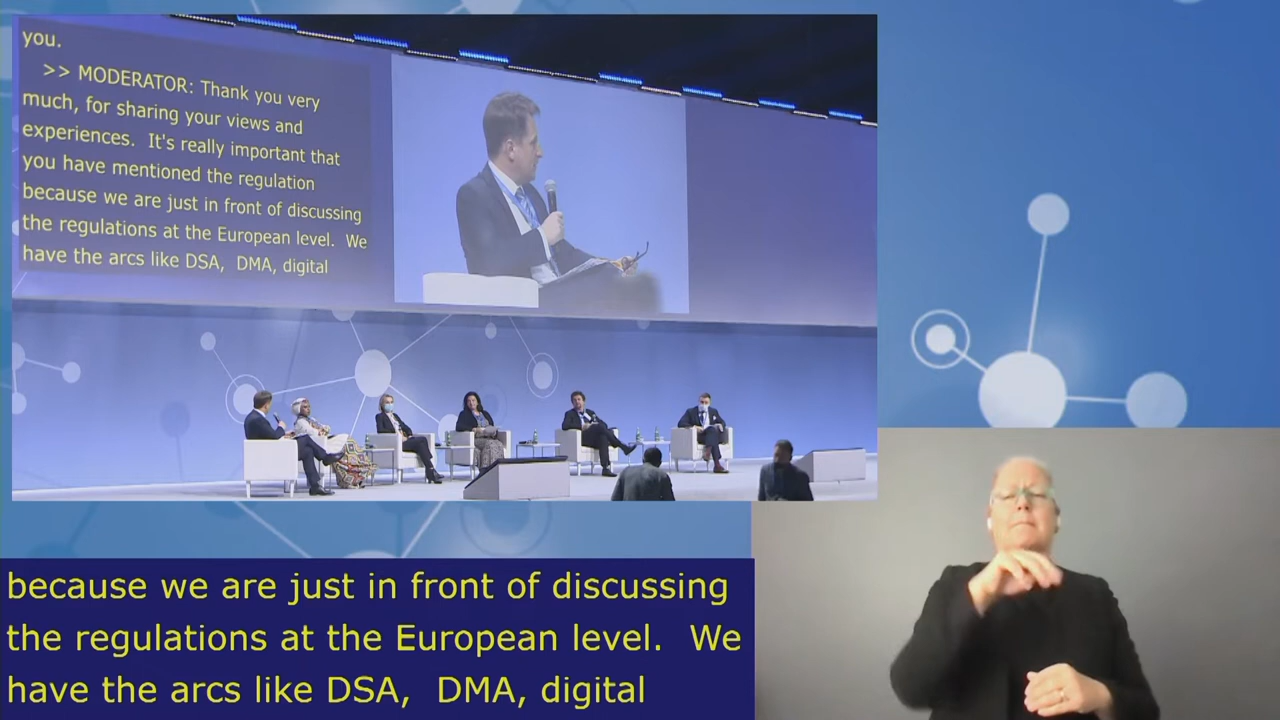 you.
>> MODERATOR: Thank you very
much, for sharing your views and
experiences.  It's really important that
you have mentioned the regulation
because we are just in front of discussing
the regulations at the European level.  We
have the arcs like DSA,  DMA, digital
because we are just in front of discussing
the regulations at the European level.  We
have the arcs like DSA,  DMA, digital